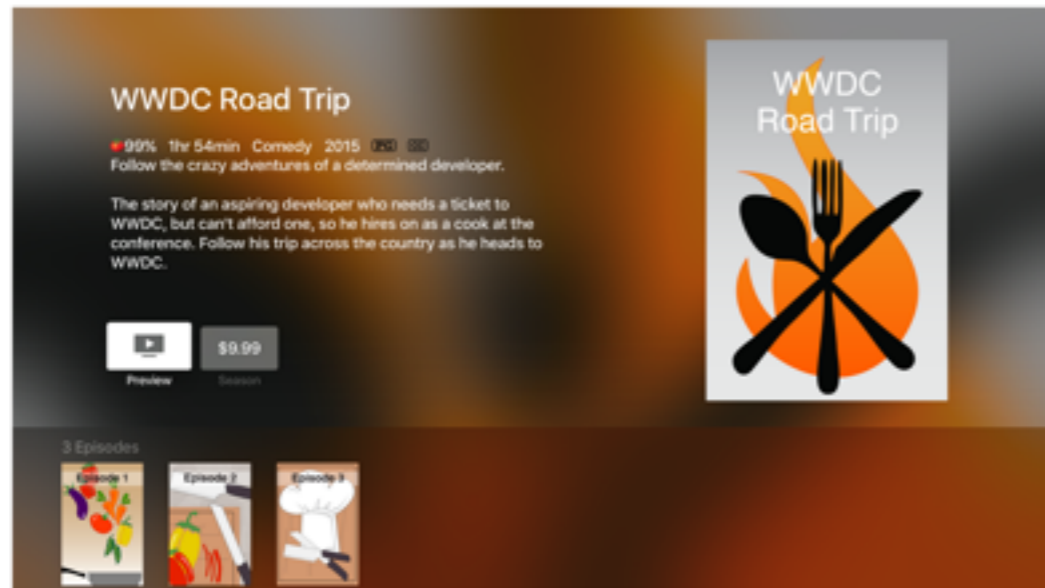 WWDC Road Trip
99% 1hr 54min Comedy 2015 PG CC
Follow the crazy adventures of a determined developer.
The story of an aspiring developer who needs a ticket to
WWDC, but can't afford one, so he hires on as a cook at the
conference. Follow his trip across the country as he heads to
WWDC.
Preview
$9.99
Season
WWDC
Road Trip
3 Episodes
Episode 1
Episode 2
Episode 3